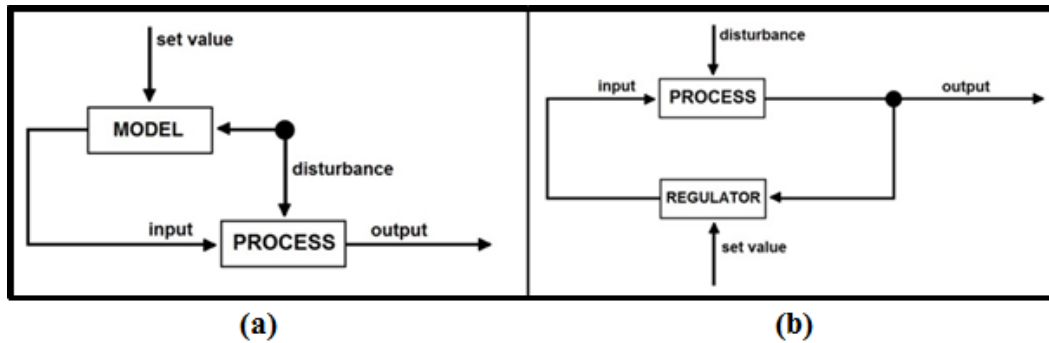 set value
MODEL
disturbance
input
PROCESS
output
(a)
disturbance
input
PROCESS
output
REGULATOR
set value
(b)